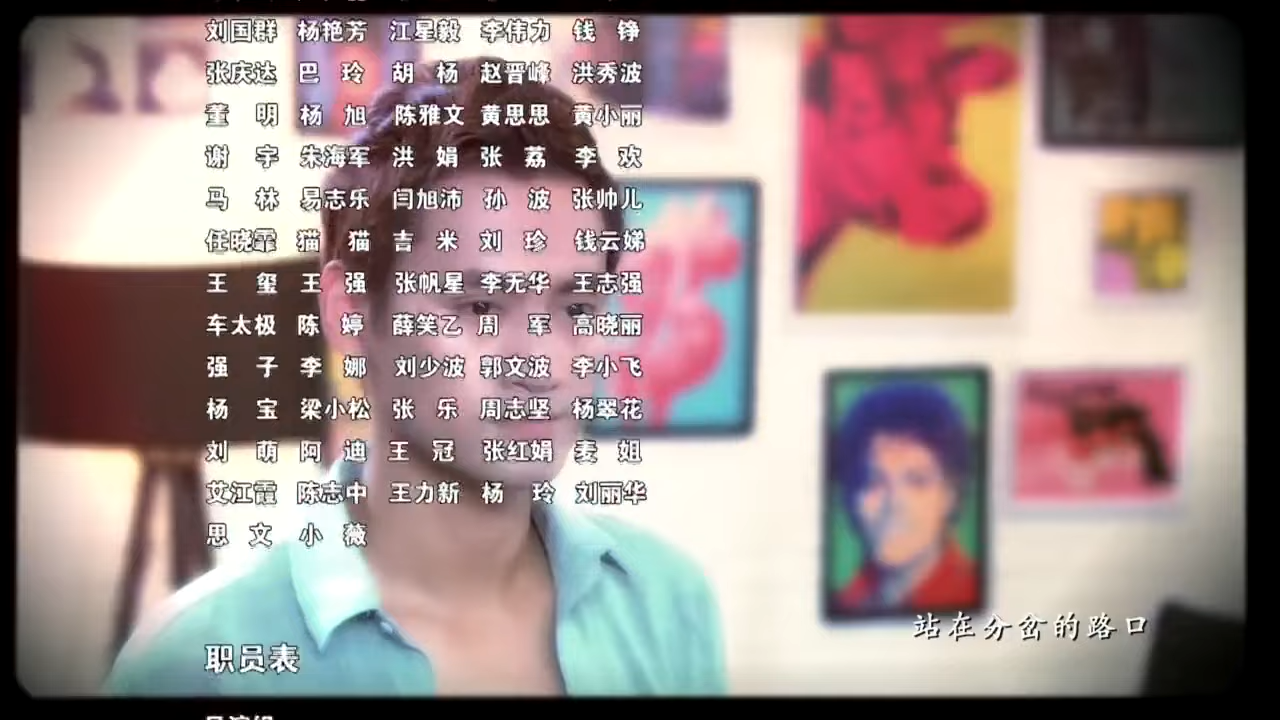 刘国群 杨艳芳 江星毅 李伟力 钱 铮
张庆达 巴 玲 胡 杨 赵晋峰 洪秀波
董 明 杨 旭 陈雅文 黄思思 黄小丽
谢 宇 朱海军 洪 娟 张 荔 李 欢
马 林 易志乐 闫旭沛 孙 波 张帅儿
任晓霏 猫 猫 吉 米 刘 珍 钱云娣
王 玺 王 强 张帆星 李无华 王志强
车太极 陈 婷 薛笑乙 周 军 高晓丽
强 子 李 娜 刘少波 郭文波 李小飞
杨 宝 梁小松 张 乐 周志坚 杨翠花
刘 萌 阿 迪 王 冠 张红娟 麦 姐
艾江霞 陈志中 王力新 杨 玲 刘丽华
思 文 小 薇
站在分岔的路口
职员表